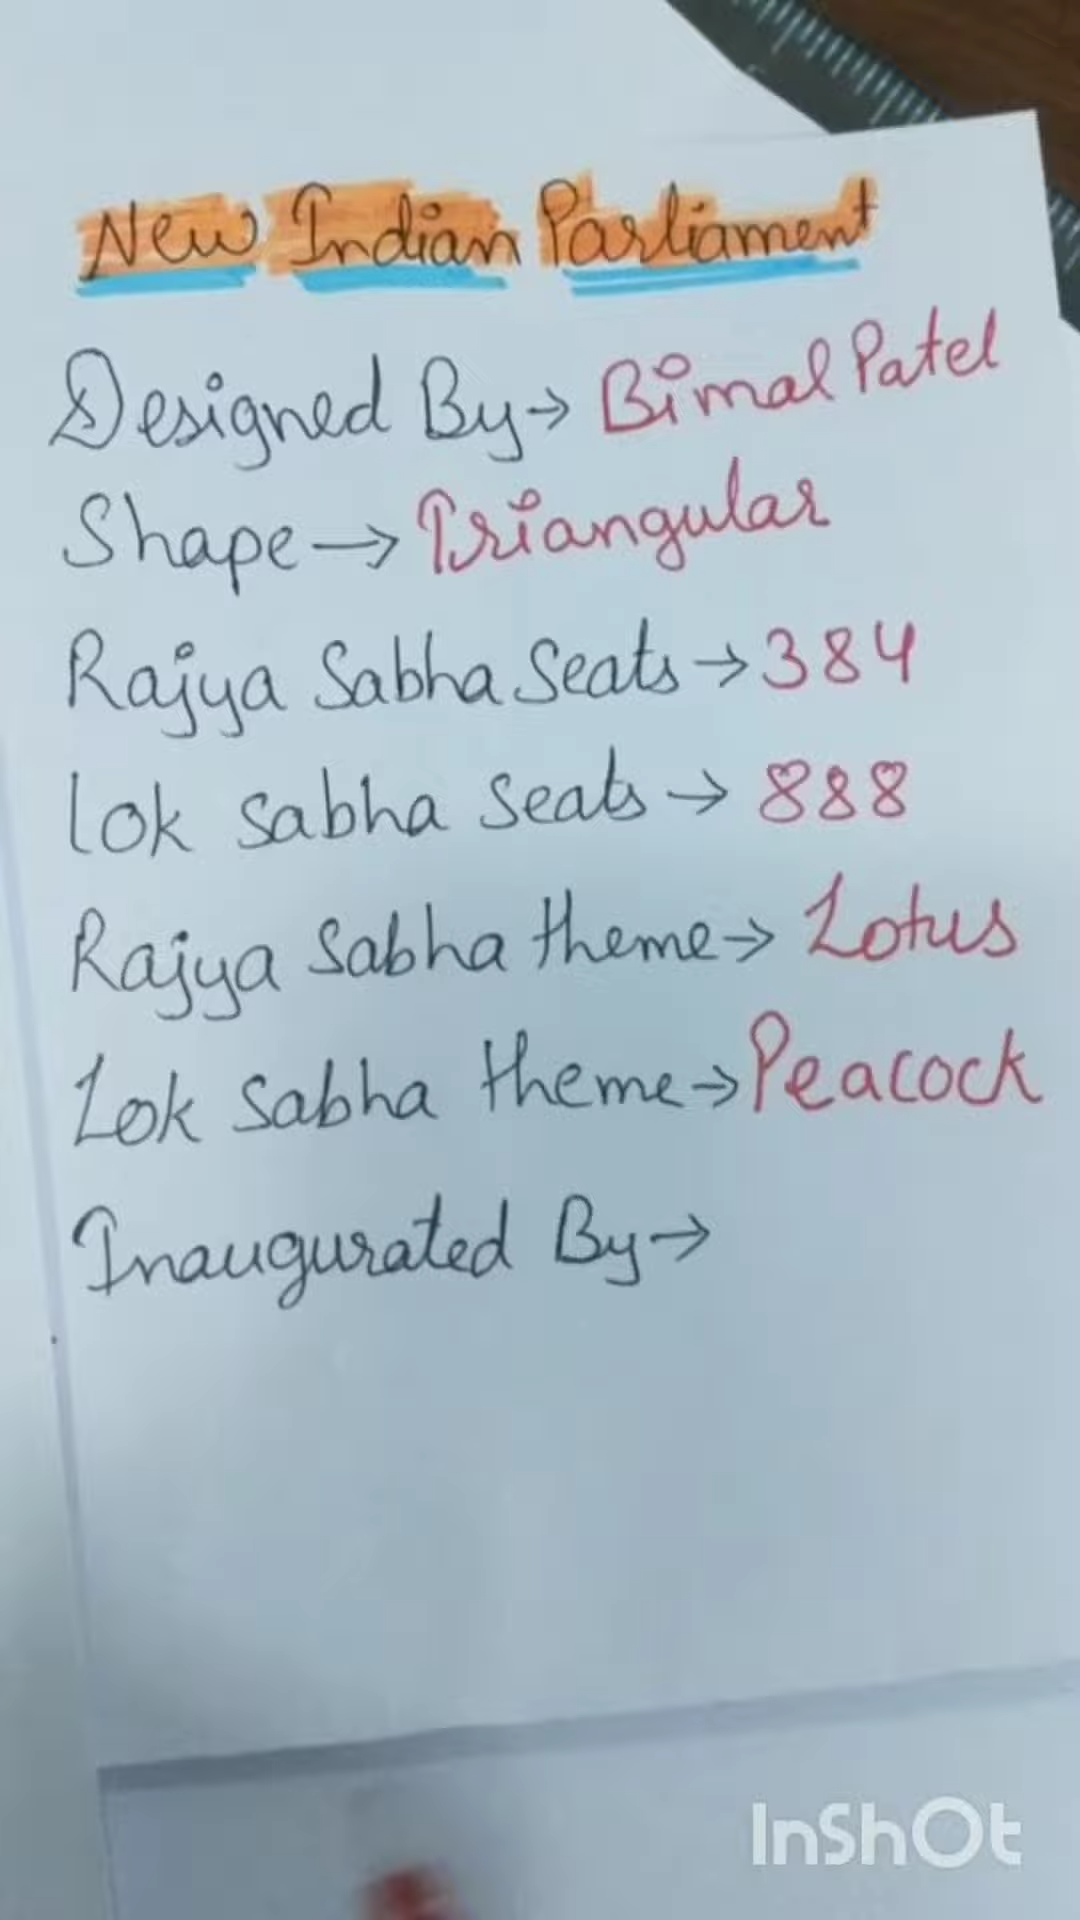 New Indian Parliament
Designed By→ Bimal Patel
Shape→ Triangular
Rajya Sabha Seats→ 384
lok sabha seats→ 888
Rajya Sabha theme→ Lotus
Lok Sabha theme→ Peacock
Inaugurated By→
InShOt